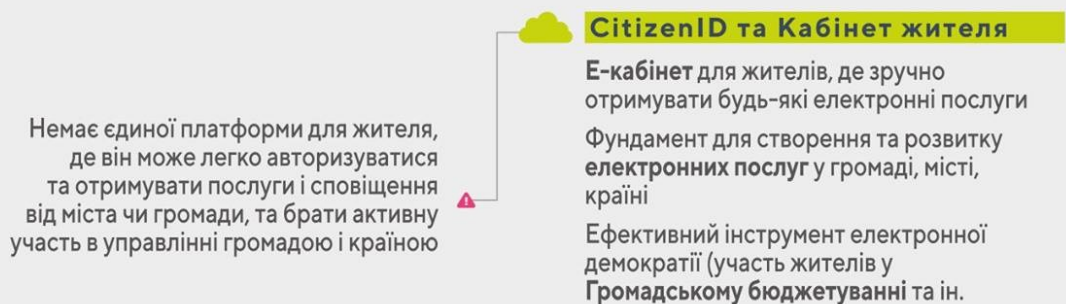 CitizenID та Кабінет жителя
Немає єдиної платформи для жителя,
де він може легко авторизуватися
та отримувати послуги і сповіщення
від міста чи громади, та брати активну
участь в управлінні громадою і країною
Е-кабінет для жителів, де зручно
отримувати будь-які електронні послуги
Фундамент для створення та розвитку
електронних послуг у громаді, місті,
країні
Ефективний інструмент електронної
демократії (участь жителів у
Громадському бюджетуванні та ін.